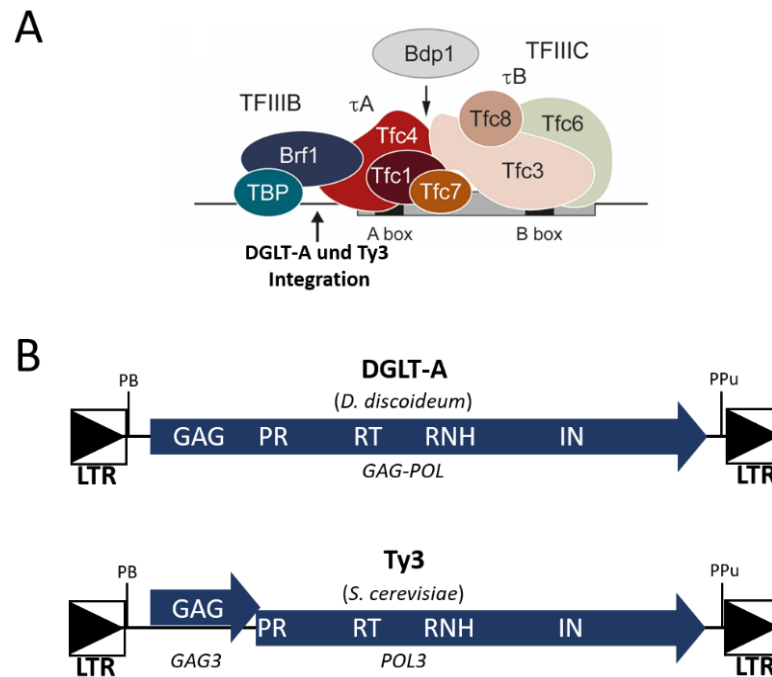 A
Bdp1
TFIIIC
τB
TFIIIB
τA
Tfc8
Tfc6
Tfc4
Brf1
Tfc1
Tfc3
TBP
Tfc7
A box
B box
DGLT-A und Ty3
Integration
B
DGLT-A
(D. discoideum)
PB
PPu
GAG PR RT RNH IN
LTR
GAG-POL
LTR
Ty3
(S. cerevisiae)
PB
PPu
GAG
PR RT RNH IN
LTR
GAG3
POL3
LTR